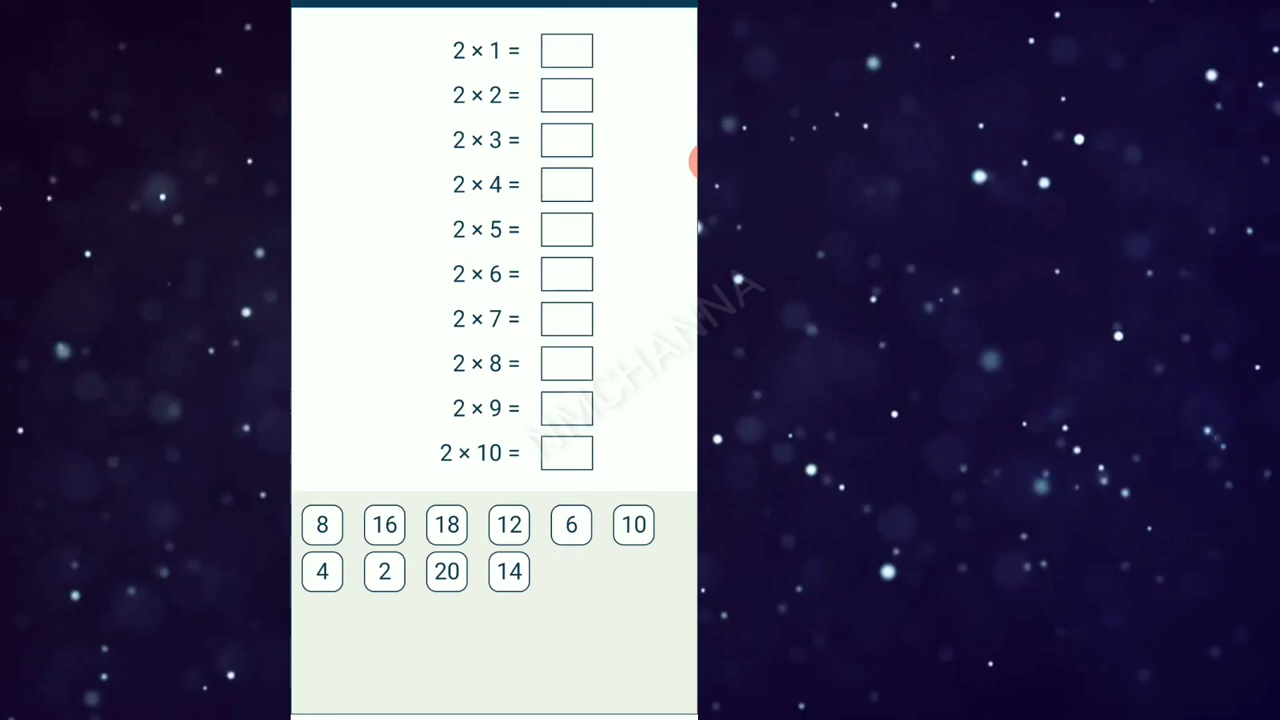 2 × 1 =
2 × 2 =
2 × 3 =
2 × 4 =
2 × 5 =
2 × 6 =
2 × 7 =
2 × 8 =
2 × 9 =
2 × 10 =
NMCHANNA
8 16 18 12 6 10
4 2 20 14